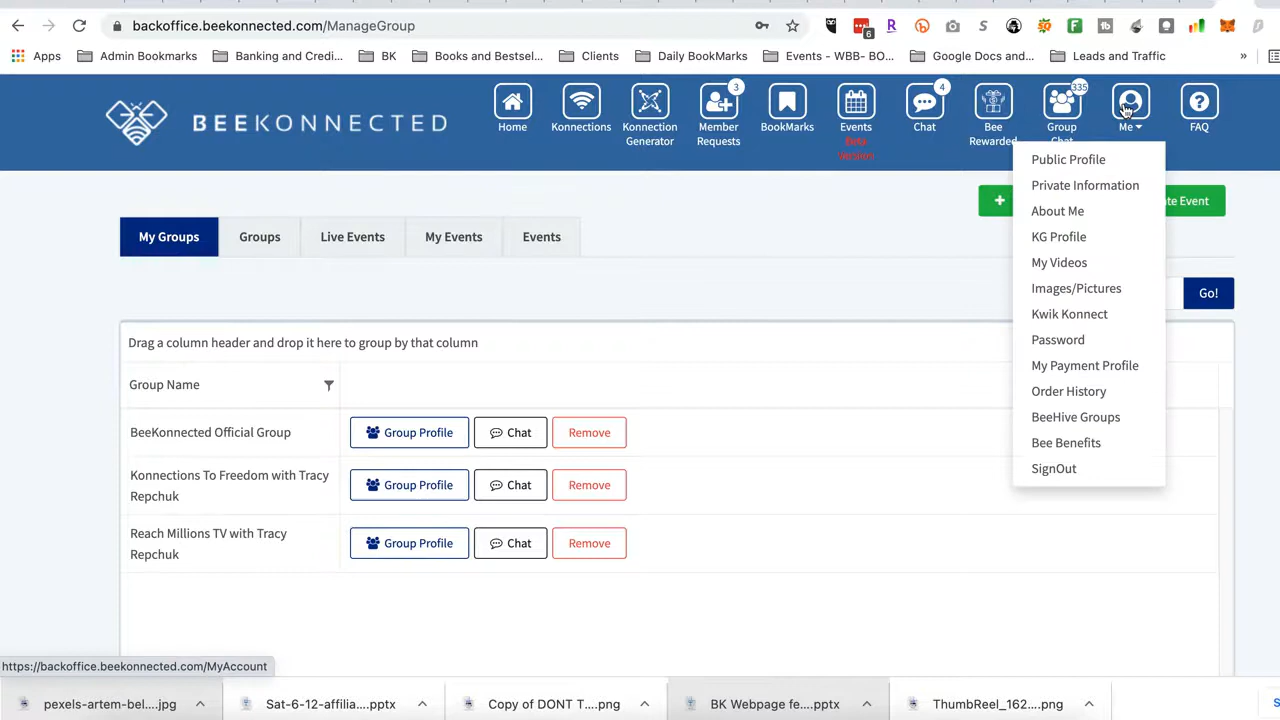 backoffice.beekonnected.com/ManageGroup
6
Apps
Admin Bookmarks
Banking and Credi...
BK
Books and Bestsel...
Clients
Daily BookMarks
Events - WBB- BO...
Google Docs and...
Leads and Traffic
»
BEEKONNECTED
Home
Konnections
Konnection
Generator
3
Member
Requests
BookMarks
Events
Beta
Version
4
Chat
Bee
Rewarded
335
Group
Chat
Me
FAQ
Public Profile
Private Information
About Me
KG Profile
My Videos
Images/Pictures
Kwik Konnect
Password
My Payment Profile
Order History
BeeHive Groups
Bee Benefits
SignOut
+
te Event
My Groups
Groups
Live Events
My Events
Events
Go!
Drag a column header and drop it here to group by that column
Group Name
BeeKonnected Official Group
Group Profile
Chat
Remove
Konnections To Freedom with Tracy
Repchuk
Group Profile
Chat
Remove
Reach Millions TV with Tracy
Repchuk
Group Profile
Chat
Remove
https://backoffice.beekonnected.com/MyAccount
pexels-artem-bel....jpg
Sat-6-12-affilia....pptx
Copy of DONT T....png
BK Webpage fe....pptx
ThumbReel_162....png